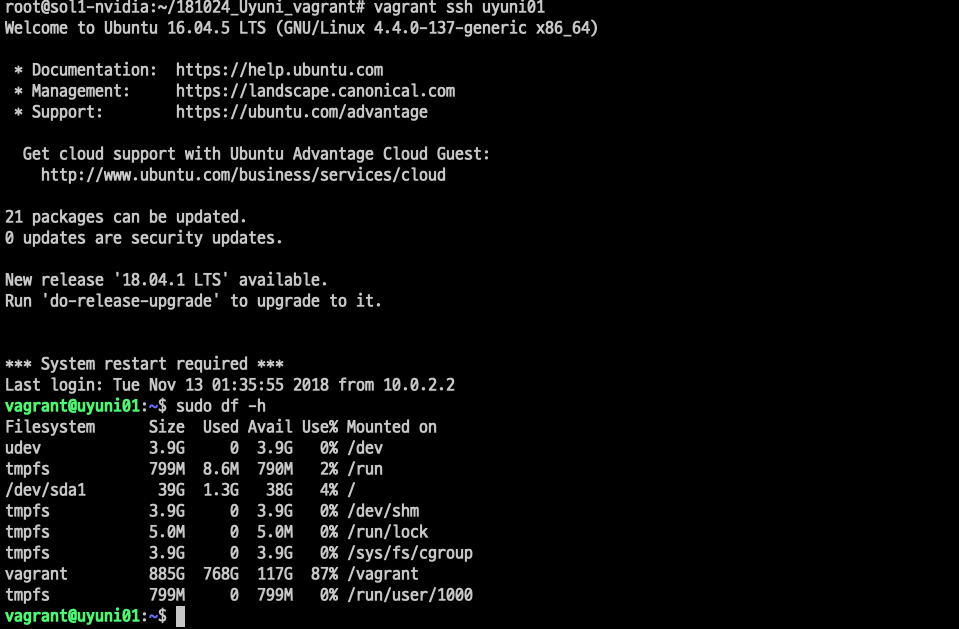 root@sol1-nvidia:~/181024_Uyuni_vagrant# vagrant ssh uyuni01
Welcome to Ubuntu 16.04.5 LTS (GNU/Linux 4.4.0-137-generic x86_64)
* Documentation:  https://help.ubuntu.com
* Management:     https://landscape.canonical.com
* Support:        https://ubuntu.com/advantage
Get cloud support with Ubuntu Advantage Cloud Guest:
http://www.ubuntu.com/business/services/cloud
21 packages can be updated.
0 updates are security updates.
New release '18.04.1 LTS' available.
Run 'do-release-upgrade' to upgrade to it.
*** System restart required ***
Last login: Tue Nov 13 01:35:55 2018 from 10.0.2.2
vagrant@uyuni01:~$ sudo df -h
Filesystem      Size  Used Avail Use% Mounted on
udev            3.9G     0  3.9G   0% /dev
tmpfs           799M  8.6M  790M   2% /run
/dev/sda1        39G  1.3G   38G   4% /
tmpfs           3.9G     0  3.9G   0% /dev/shm
tmpfs           5.0M     0  5.0M   0% /run/lock
tmpfs           3.9G     0  3.9G   0% /sys/fs/cgroup
vagrant         885G  768G  117G  87% /vagrant
tmpfs           799M     0  799M   0% /run/user/1000
vagrant@uyuni01:~$